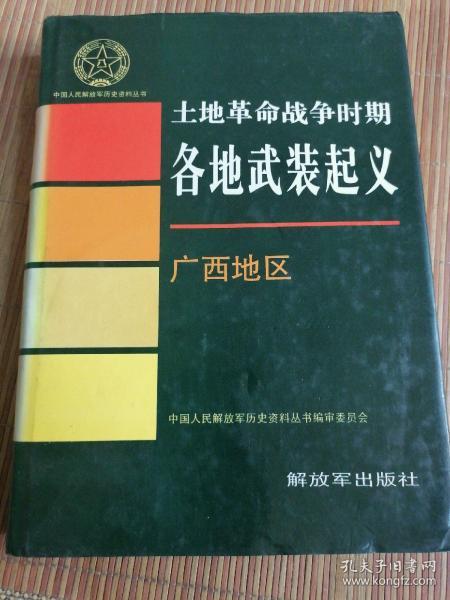 中国人民解放军历史资料丛书
土地革命战争时期
各地武装起义
广西地区
中国人民解放军历史资料丛书编审委员会
解放军出版社
孔夫子旧书网
www.kongfz.com